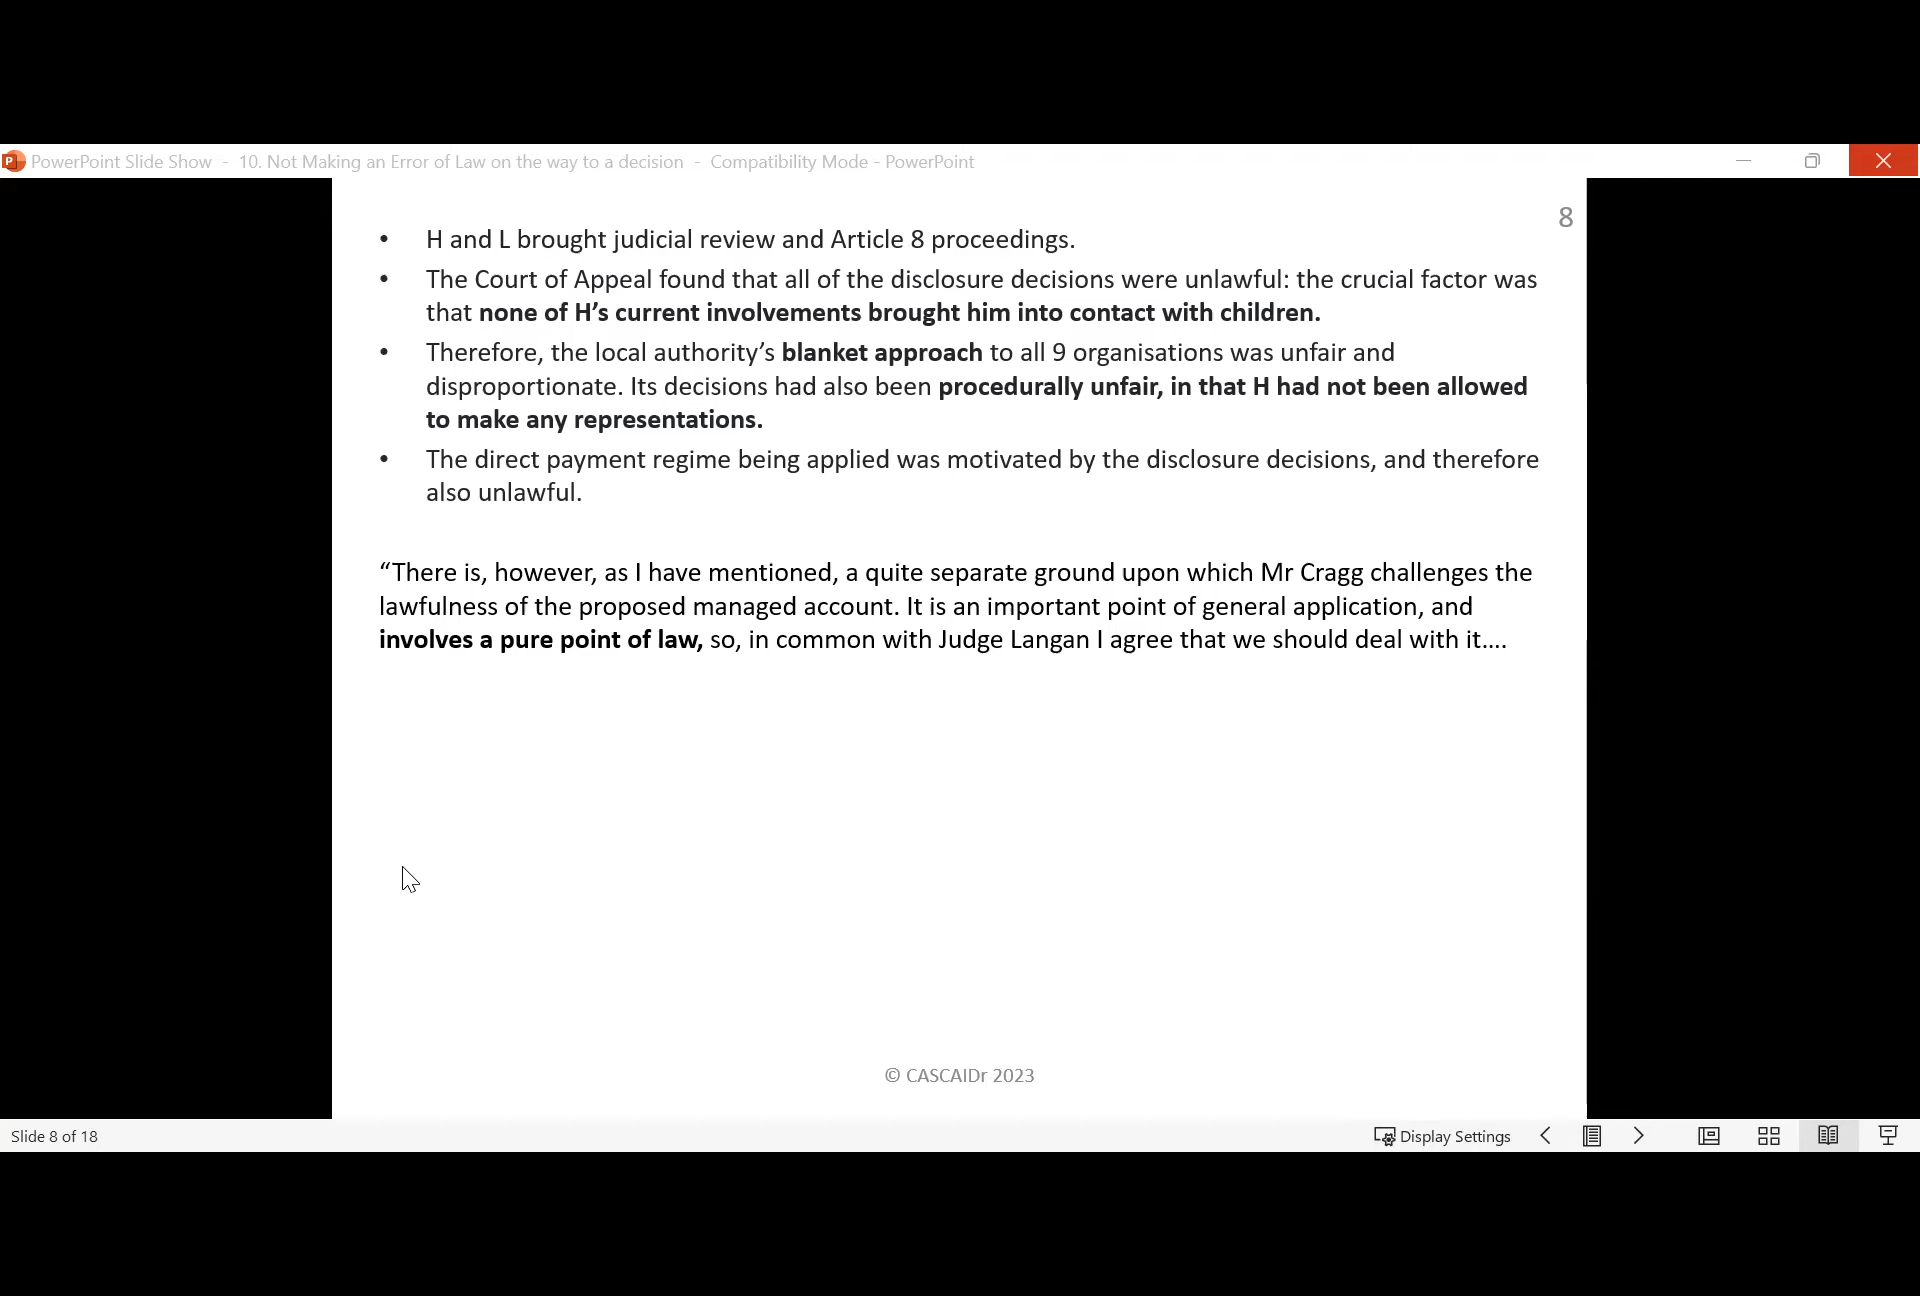 PowerPoint Slide Show - 10. Not Making an Error of Law on the way to a decision - Compatibility Mode - PowerPoint
8
• H and L brought judicial review and Article 8 proceedings.
• The Court of Appeal found that all of the disclosure decisions were unlawful: the crucial factor was
that none of H’s current involvements brought him into contact with children.
• Therefore, the local authority’s blanket approach to all 9 organisations was unfair and
disproportionate. Its decisions had also been procedurally unfair, in that H had not been allowed
to make any representations.
• The direct payment regime being applied was motivated by the disclosure decisions, and therefore
also unlawful.
“There is, however, as I have mentioned, a quite separate ground upon which Mr Cragg challenges the
lawfulness of the proposed managed account. It is an important point of general application, and
involves a pure point of law, so, in common with Judge Langan I agree that we should deal with it....
© CASCAIDr 2023
Slide 8 of 18
Display Settings